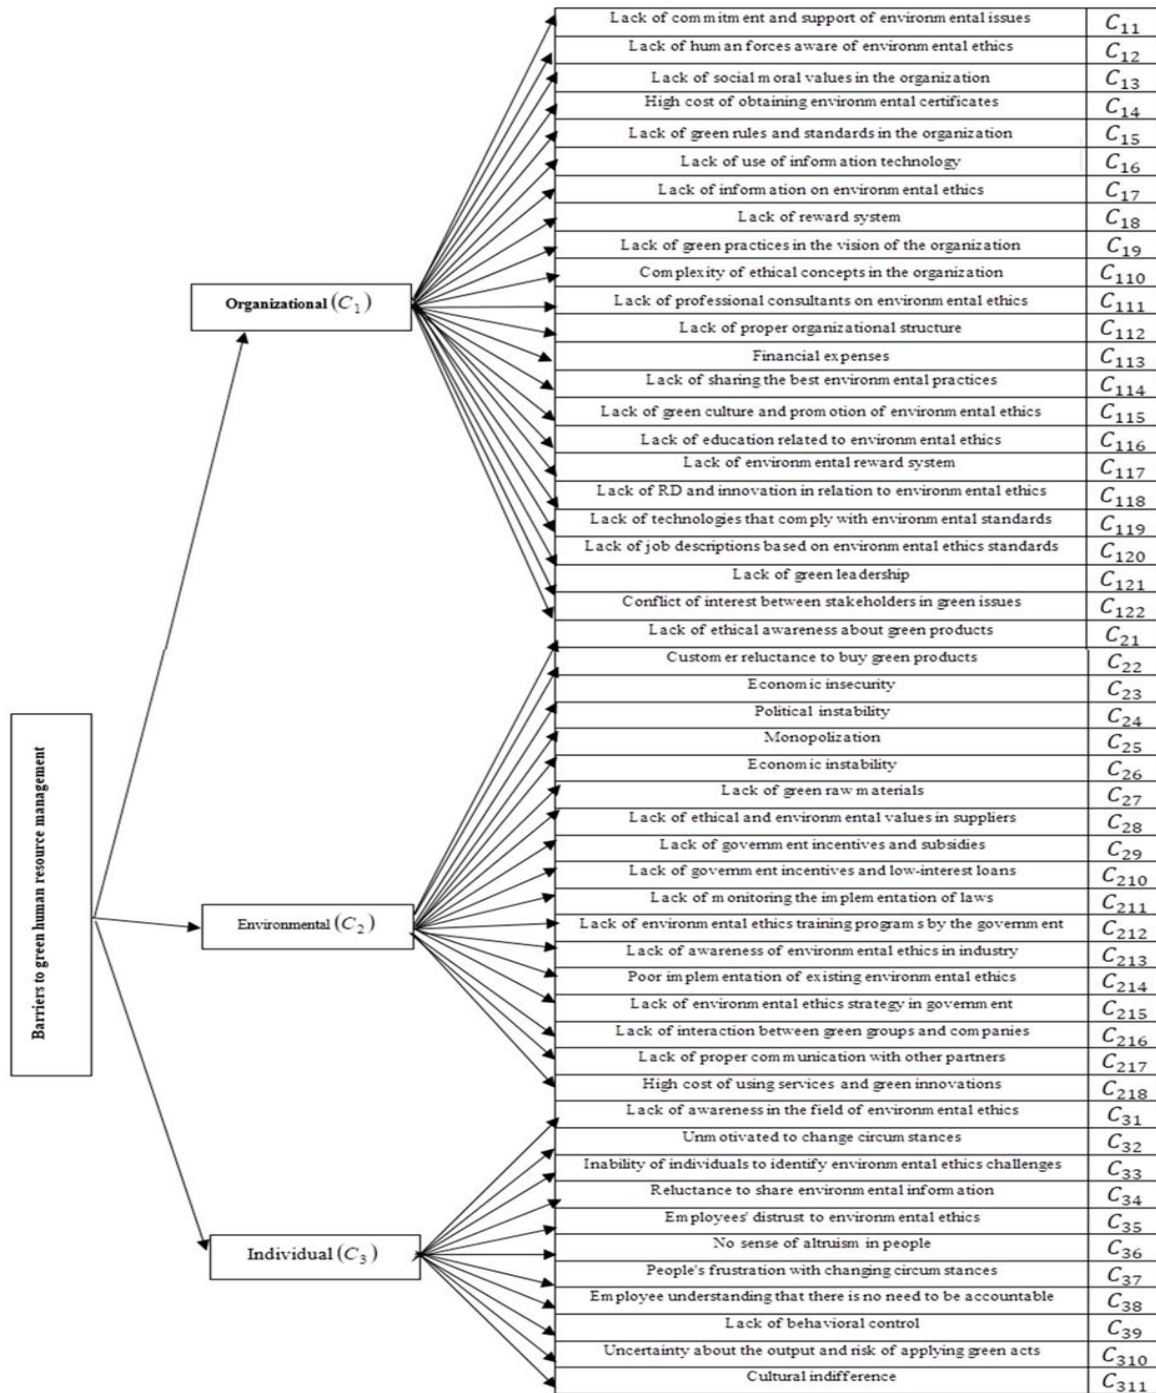 Barriers to green human resource management
Organizational (C₁)
Environmental (C₂)
Individual (C₃)
Lack of commitment and support of environmental issues C₁₁
Lack of human forces aware of environmental ethics C₁₂
Lack of social moral values in the organization C₁₃
High cost of obtaining environmental certificates C₁₄
Lack of green rules and standards in the organization C₁₅
Lack of use of information technology C₁₆
Lack of information on environmental ethics C₁₇
Lack of reward system C₁₈
Lack of green practices in the vision of the organization C₁₉
Complexity of ethical concepts in the organization C₁₁₀
Lack of professional consultants on environmental ethics C₁₁₁
Lack of proper organizational structure C₁₁₂
Financial expenses C₁₁₃
Lack of sharing the best environmental practices C₁₁₄
Lack of green culture and promotion of environmental ethics C₁₁₅
Lack of education related to environmental ethics C₁₁₆
Lack of environmental reward system C₁₁₇
Lack of RD and innovation in relation to environmental ethics C₁₁₈
Lack of technologies that comply with environmental standards C₁₁₉
Lack of job descriptions based on environmental ethics standards C₁₂₀
Lack of green leadership C₁₂₁
Conflict of interest between stakeholders in green issues C₁₂₂
Lack of ethical awareness about green products C₂₁
Customer reluctance to buy green products C₂₂
Economic insecurity C₂₃
Political instability C₂₄
Monopolization C₂₅
Economic instability C₂₆
Lack of green raw materials C₂₇
Lack of ethical and environmental values in suppliers C₂₈
Lack of government incentives and subsidies C₂₉
Lack of government incentives and low-interest loans C₂₁₀
Lack of monitoring the implementation of laws C₂₁₁
Lack of environmental ethics training programs by the government C₂₁₂
Lack of awareness of environmental ethics in industry C₂₁₃
Poor implementation of existing environmental ethics C₂₁₄
Lack of environmental ethics strategy in government C₂₁₅
Lack of interaction between green groups and companies C₂₁₆
Lack of proper communication with other partners C₂₁₇
High cost of using services and green innovations C₂₁₈
Lack of awareness in the field of environmental ethics C₃₁
Unmotivated to change circumstances C₃₂
Inability of individuals to identify environmental ethics challenges C₃₃
Reluctance to share environmental information C₃₄
Employees' distrust to environmental ethics C₃₅
No sense of altruism in people C₃₆
People's frustration with changing circumstances C₃₇
Employee understanding that there is no need to be accountable C₃₈
Lack of behavioral control C₃₉
Uncertainty about the output and risk of applying green acts C₃₁₀
Cultural indifference C₃₁₁